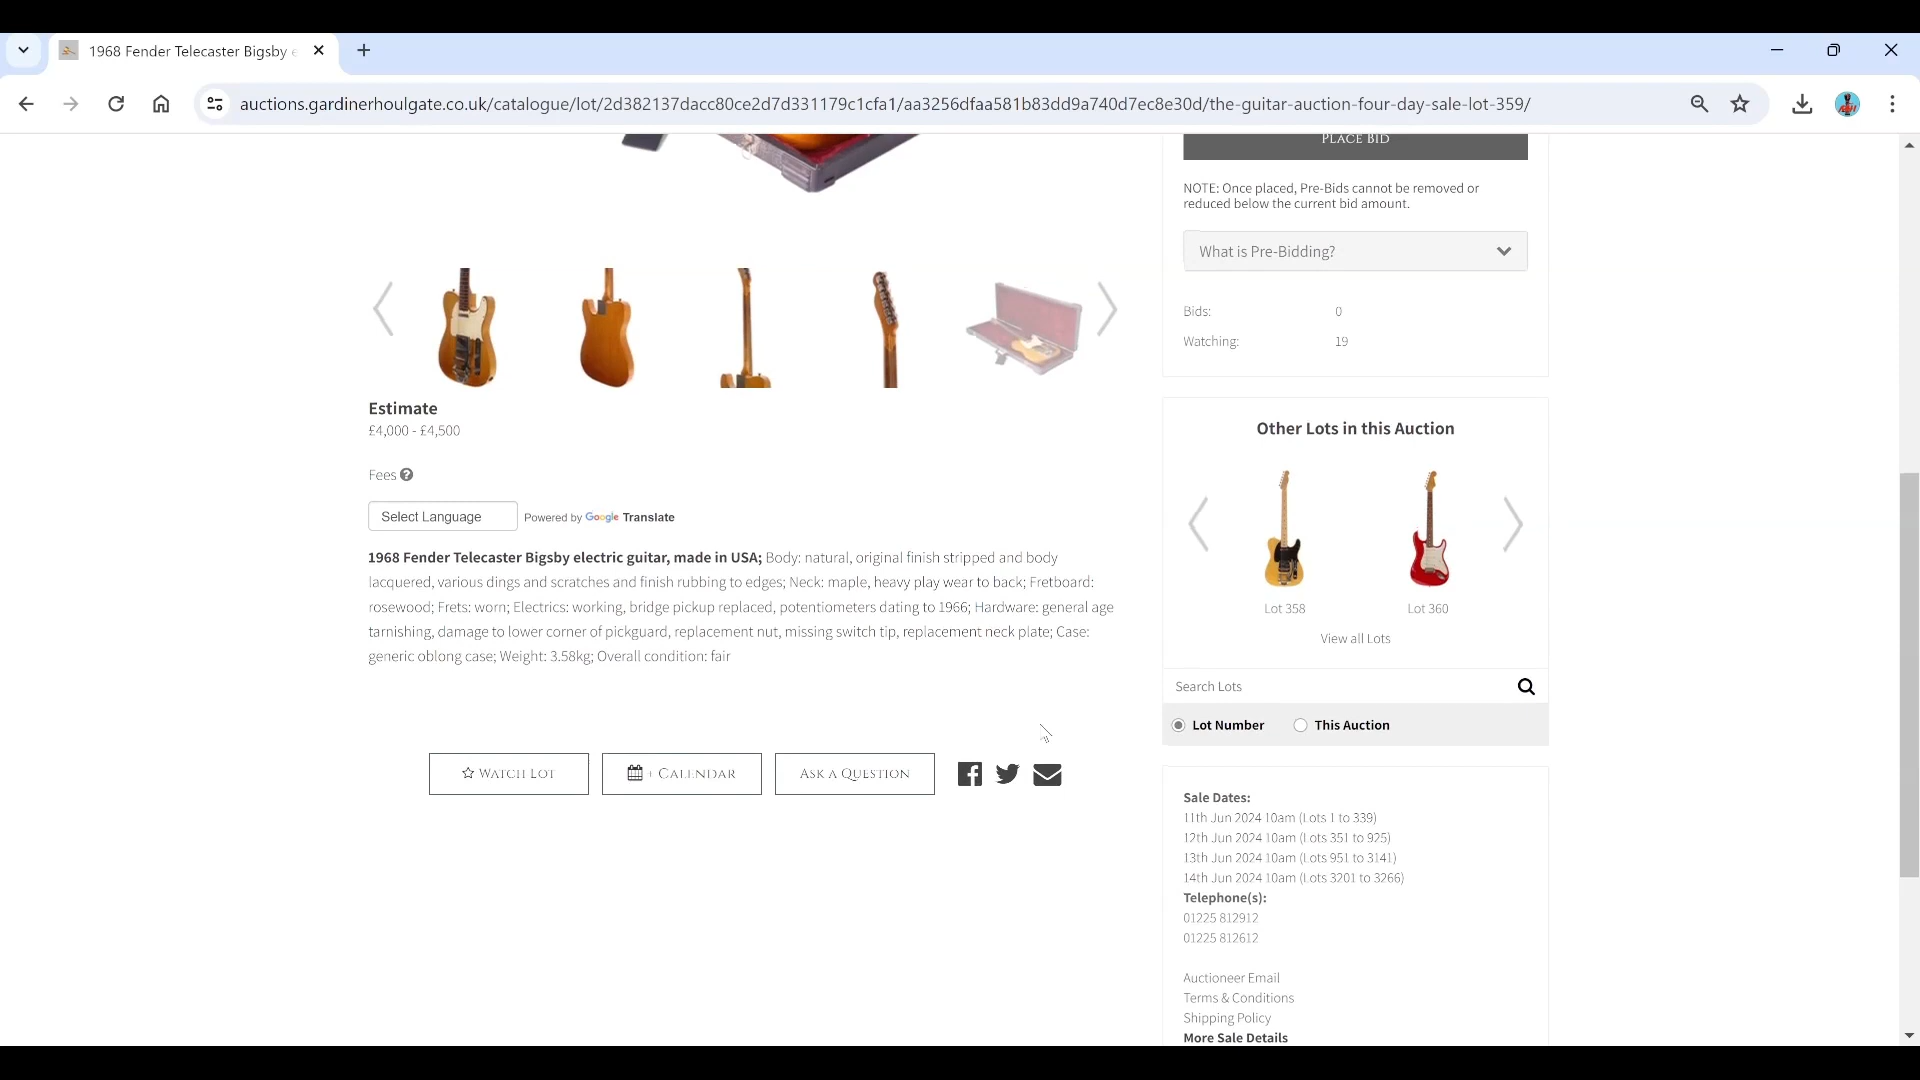 1968 Fender Telecaster Bigsby e
auctions.gardinerhoulgate.co.uk/catalogue/lot/2d382137dacc80ce2d7d331179c1cfa1/aa3256dfaa581b83dd9a740d7ec8e30d/the-guitar-auction-four-day-sale-lot-359/
PLACE BID
NOTE: Once placed, Pre-Bids cannot be removed or
reduced below the current bid amount.
What is Pre-Bidding?
Bids: 0
Watching: 19
Estimate
£4,000 - £4,500
Fees ?
Select Language Powered by Google Translate
1968 Fender Telecaster Bigsby electric guitar, made in USA; Body: natural, original finish stripped and body
lacquered, various dings and scratches and finish rubbing to edges; Neck: maple, heavy play wear to back; Fretboard:
rosewood; Frets: worn; Electrics: working, bridge pickup replaced, potentiometers dating to 1966; Hardware: general age
tarnishing, damage to lower corner of pickguard, replacement nut, missing switch tip, replacement neck plate; Case:
generic oblong case; Weight: 3.58kg; Overall condition: fair
WATCH LOT
+ CALENDAR
ASK A QUESTION
Other Lots in this Auction
Lot 358
Lot 360
View all Lots
Search Lots
Lot Number
This Auction
Sale Dates:
11th Jun 2024 10am (Lots 1 to 339)
12th Jun 2024 10am (Lots 351 to 925)
13th Jun 2024 10am (Lots 951 to 3141)
14th Jun 2024 10am (Lots 3201 to 3266)
Telephone(s):
01225 812912
01225 812612
Auctioneer Email
Terms & Conditions
Shipping Policy
More Sale Details